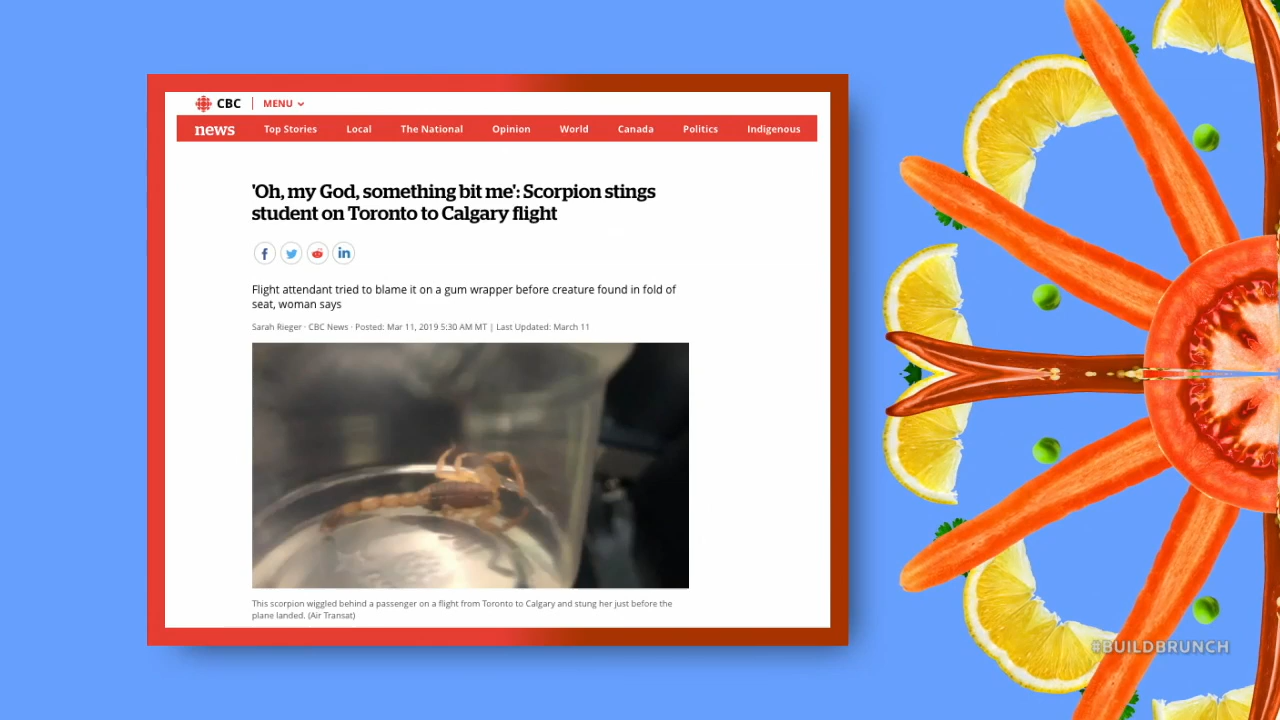 CBC | MENU
news Top Stories Local The National Opinion World Canada Politics Indigenous
'Oh, my God, something bit me': Scorpion stings
student on Toronto to Calgary flight
f in
Flight attendant tried to blame it on a gum wrapper before creature found in fold of
seat, woman says
Sarah Rieger · CBC News · Posted: Mar 11, 2019 5:30 AM MT | Last Updated: March 11
This scorpion wiggled behind a passenger on a flight from Toronto to Calgary and stung her just before the
plane landed. (Air Transat)
#BUILDBRUNCH